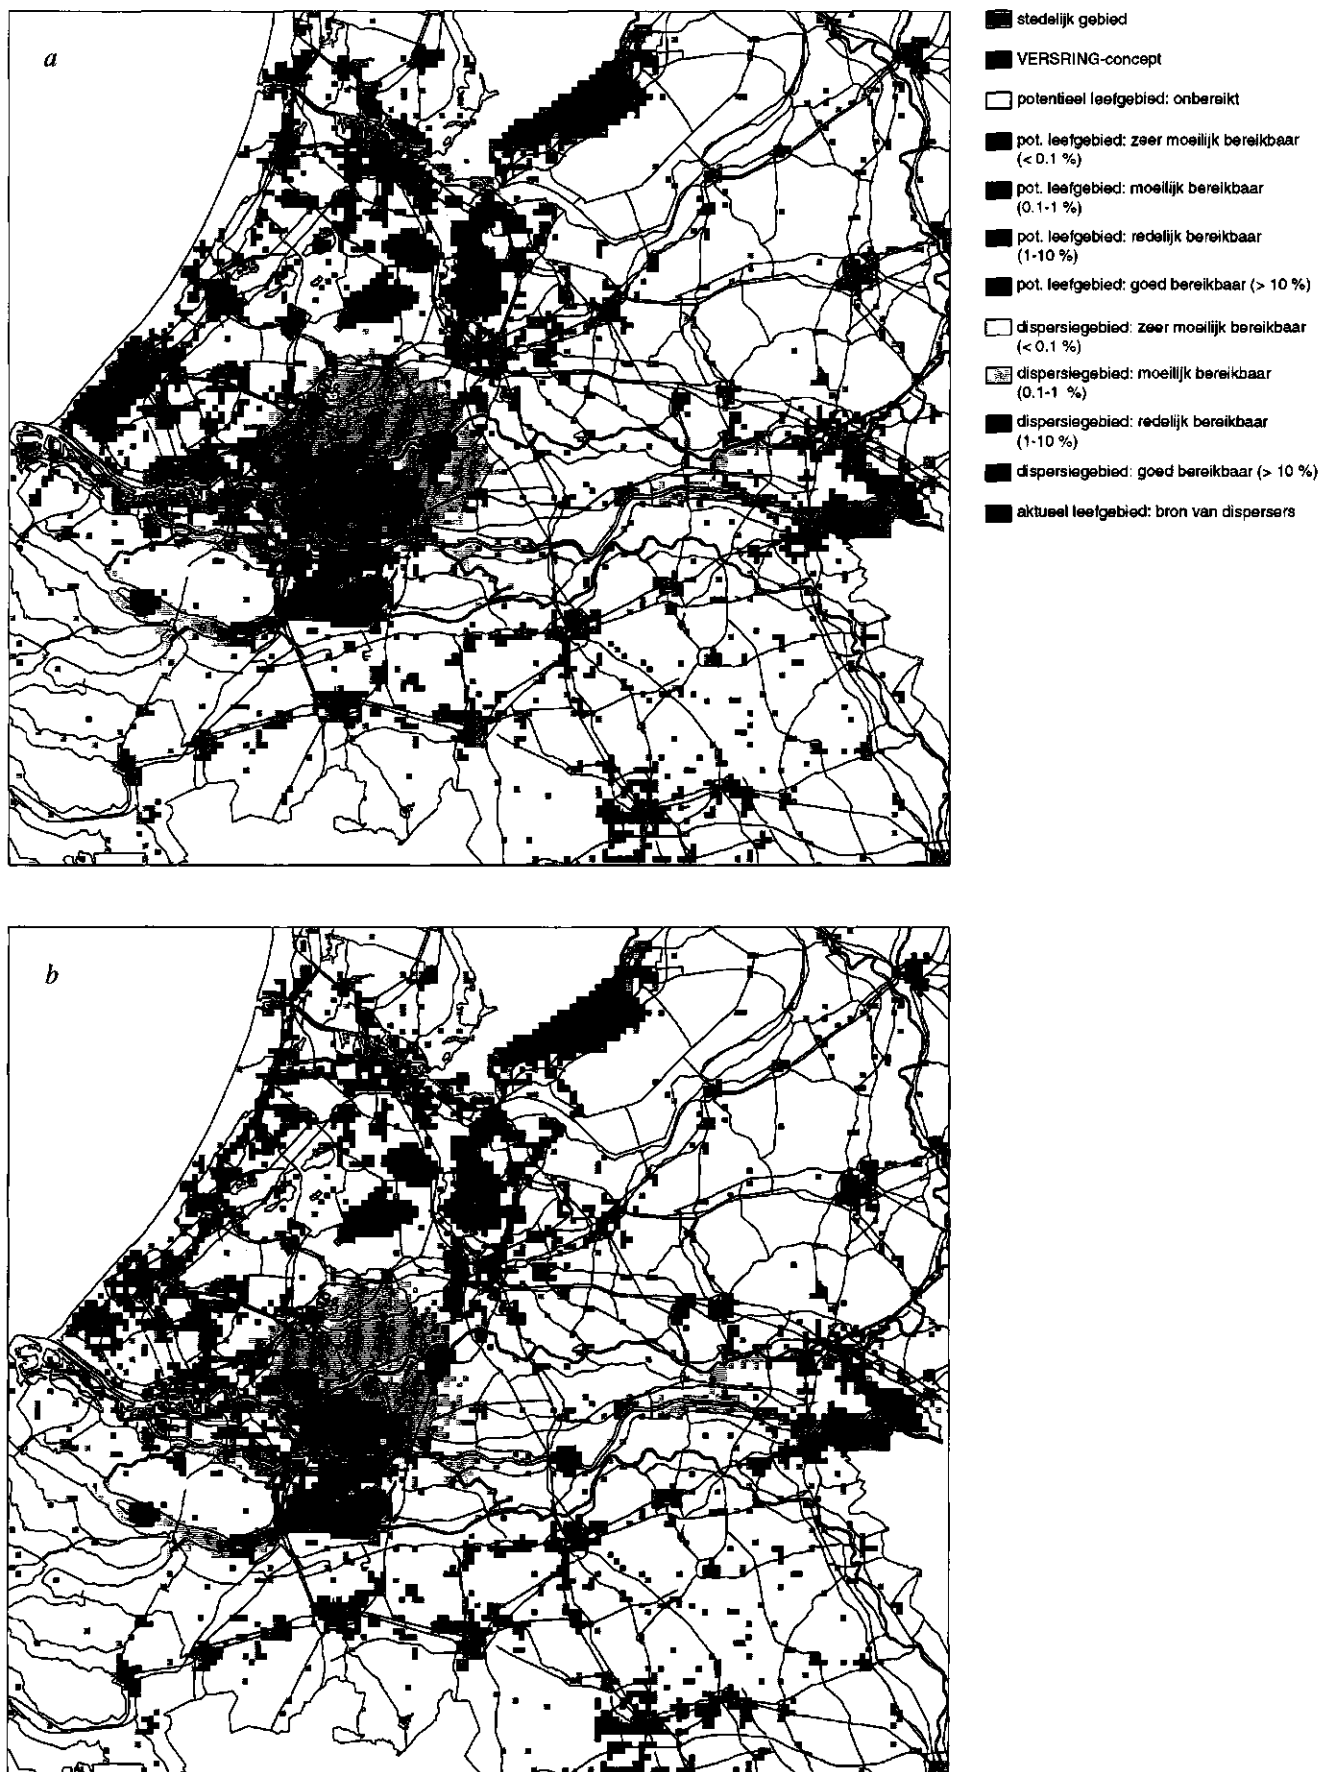 a
stedelijk gebied
VERSRING-concept
potentieel leefgebied: onbereikt
pot. leefgebied: zeer moeilijk bereikbaar
(< 0.1 %)
pot. leefgebied: moeilijk bereikbaar
(0.1-1 %)
pot. leefgebied: redelijk bereikbaar
(1-10 %)
pot. leefgebied: goed bereikbaar (> 10 %)
dispersiegebied: zeer moeilijk bereikbaar
(< 0.1 %)
dispersiegebied: moeilijk bereikbaar
(0.1-1 %)
dispersiegebied: redelijk bereikbaar
(1-10 %)
dispersiegebied: goed bereikbaar (> 10 %)
aktueel leefgebied: bron van dispersers
b